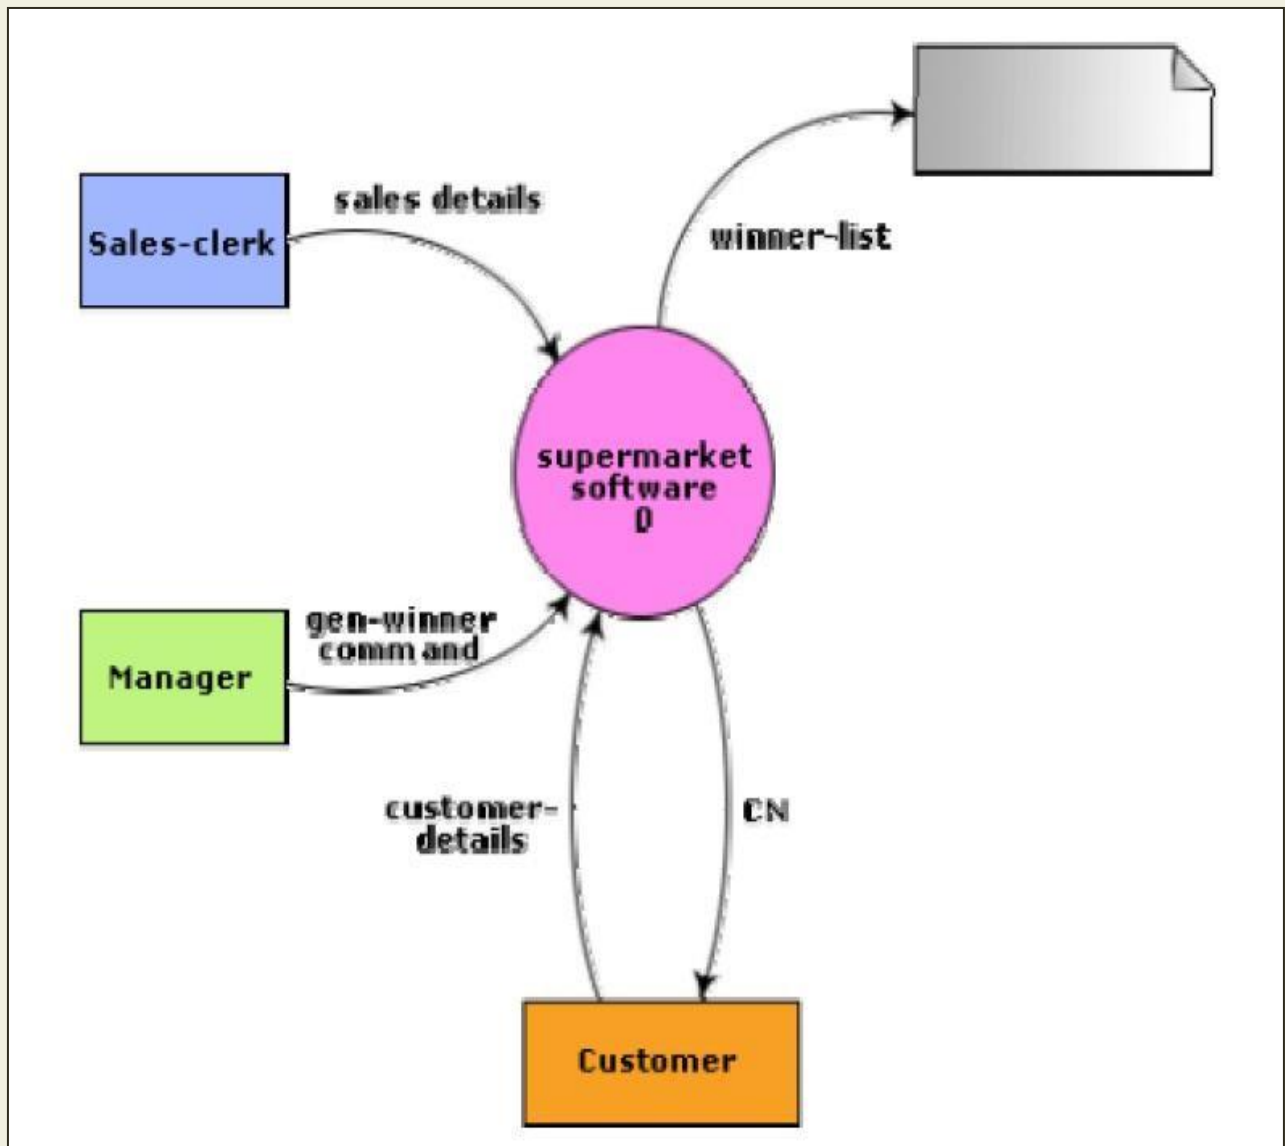 sales details
Sales-clerk
winner-list
supermarket
software
0
gen-winner
command
Manager
customer-
details
CN
Customer